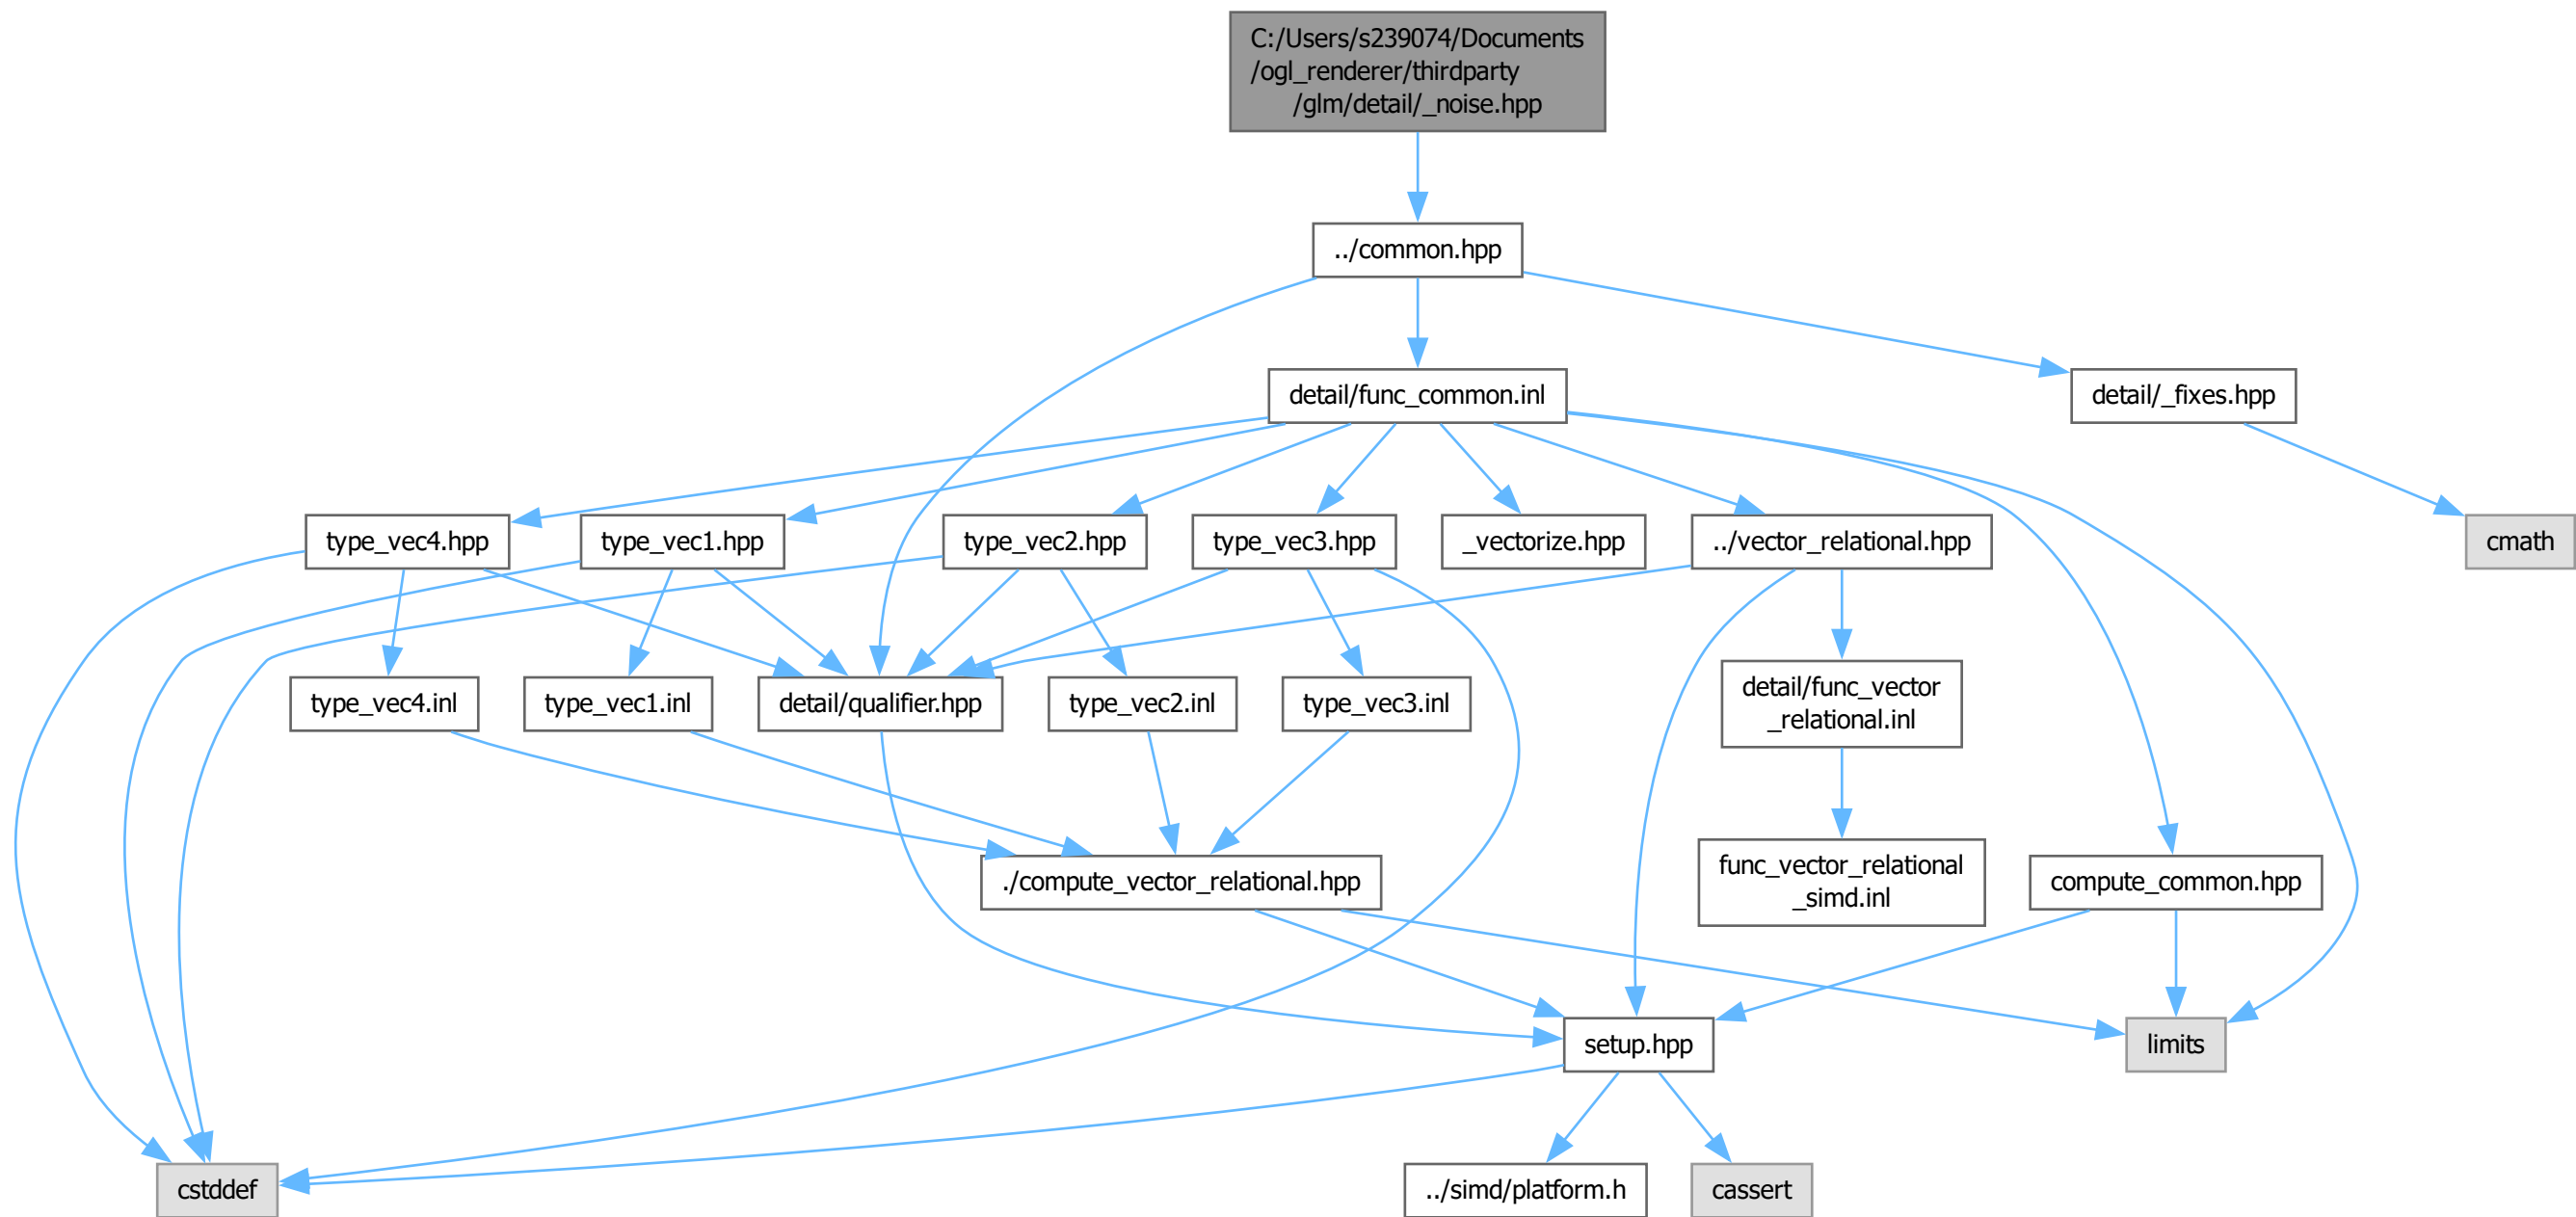 C:/Users/s239074/Documents
/ogl_renderer/thirdparty
/glm/detail/_noise.hpp
../common.hpp
detail/func_common.inl
detail/_fixes.hpp
type_vec4.hpp
type_vec1.hpp
type_vec2.hpp
type_vec3.hpp
_vectorize.hpp
../vector_relational.hpp
cmath
type_vec4.inl
type_vec1.inl
detail/qualifier.hpp
type_vec2.inl
type_vec3.inl
detail/func_vector
_relational.inl
./compute_vector_relational.hpp
func_vector_relational
_simd.inl
compute_common.hpp
setup.hpp
limits
cstddef
../simd/platform.h
cassert